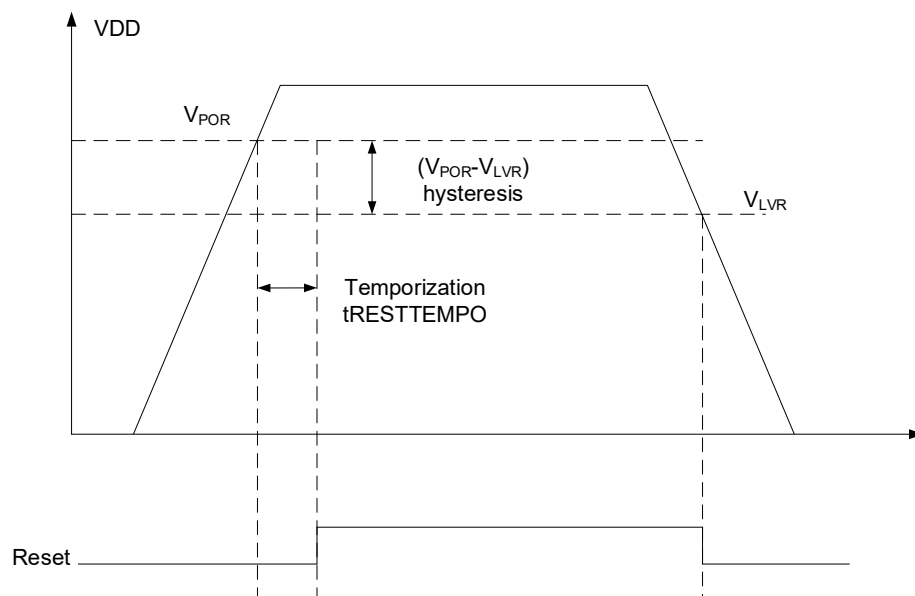 VDD
VPOR
(VPOR-VLVR)
hysteresis
VLVR
Temporization
tRESTTEMPO
Reset